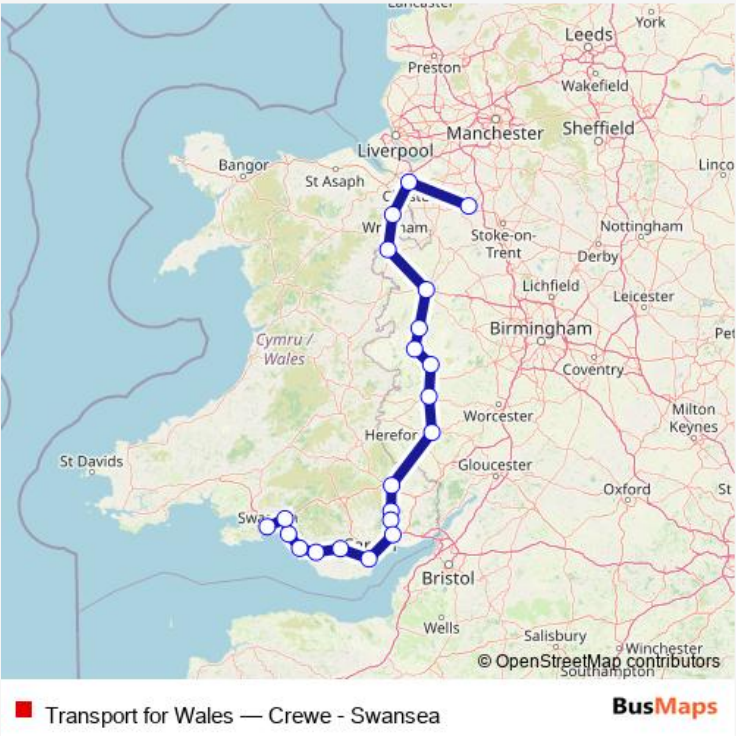 Lancaster
York
Leeds
Preston
Wakefield
Manchester
Sheffield
Liverpool
Bangor
St Asaph
Linco
Stoke-on-
Trent
Nottingham
Derby
Lichfield
Leicester
Birmingham
Pet
Cymru /
Wales
Coventry
Worcester
Milton
Keynes
Herefor
St Davids
Gloucester
Oxford
St
Bristol
Wells
Salisbury
Winchester
© OpenStreetMap contributors
Southampton
Transport for Wales — Crewe - Swansea
BusMaps